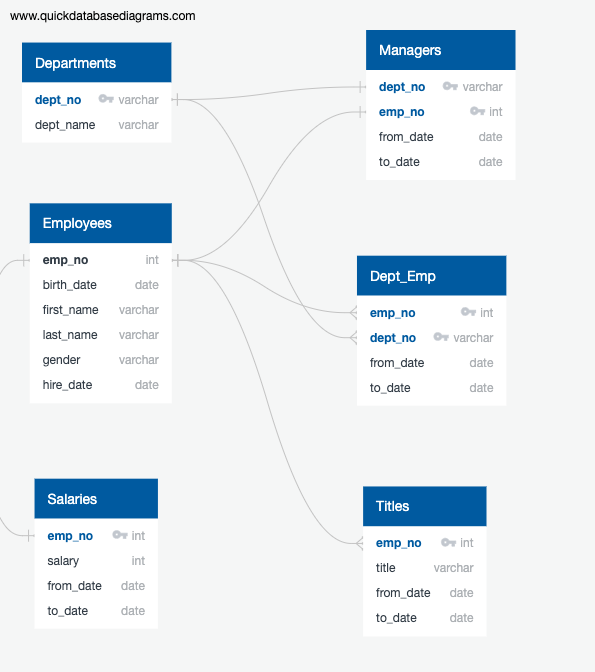 www.quickdatabasediagrams.com
Departments
dept_no varchar
dept_name varchar
Managers
dept_no varchar
emp_no int
from_date date
to_date date
Employees
emp_no int
birth_date date
first_name varchar
last_name varchar
gender varchar
hire_date date
Dept_Emp
emp_no int
dept_no varchar
from_date date
to_date date
Salaries
emp_no int
salary int
from_date date
to_date date
Titles
emp_no int
title varchar
from_date date
to_date date